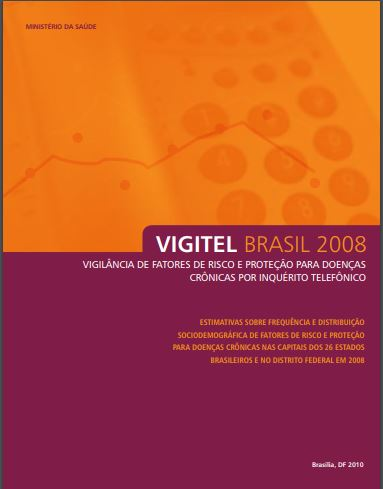 MINISTÉRIO DA SAÚDE
VIGITEL BRASIL 2008
VIGILÂNCIA DE FATORES DE RISCO E PROTEÇÃO PARA DOENÇAS
CRÔNICAS POR INQUÉRITO TELEFÔNICO
ESTIMATIVAS SOBRE FREQUÊNCIA E DISTRIBUIÇÃO
SOCIODEMOGRÁFICA DE FATORES DE RISCO E PROTEÇÃO
PARA DOENÇAS CRÔNICAS NAS CAPITAIS DOS 26 ESTADOS
BRASILEIROS E NO DISTRITO FEDERAL EM 2008
Brasília, DF 2010